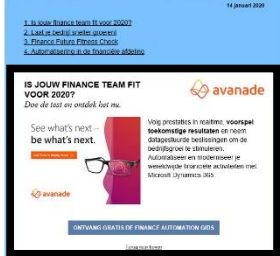 14 januari 2020
1. Is jouw finance team fit voor 2020?
2. Laat je bedrijf sneller groeien!
3. Finance Future Fitness Check
4. Automatisering in de financiële afdeling
IS JOUW FINANCE TEAM FIT
VOOR 2020?
Doe de test en ontdek het nu.
avanade
See what's next –
be what's next.
avanade
Volg prestaties in realtime, voorspel
toekomstige resultaten en neem
datagestuurde beslissingen om de
bedrijfsgroei te stimuleren.
Automatiseer en moderniseer je
wereldwijde financiële activiteiten met
Microsoft Dynamics 365.
ONTVANG GRATIS DE FINANCE AUTOMATION GIDS